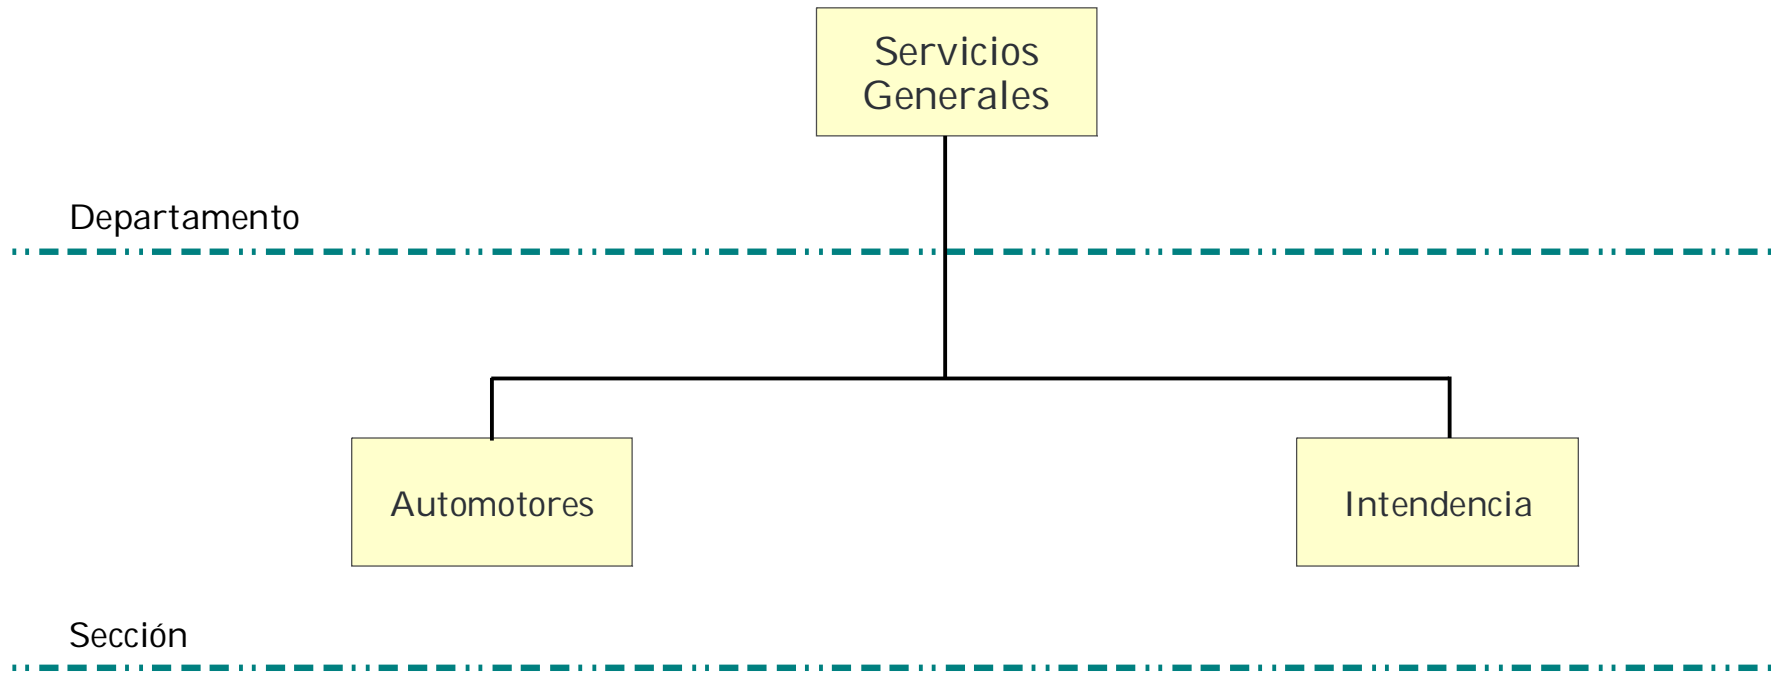 Servicios
Generales
Departamento
Automotores
Intendencia
Sección